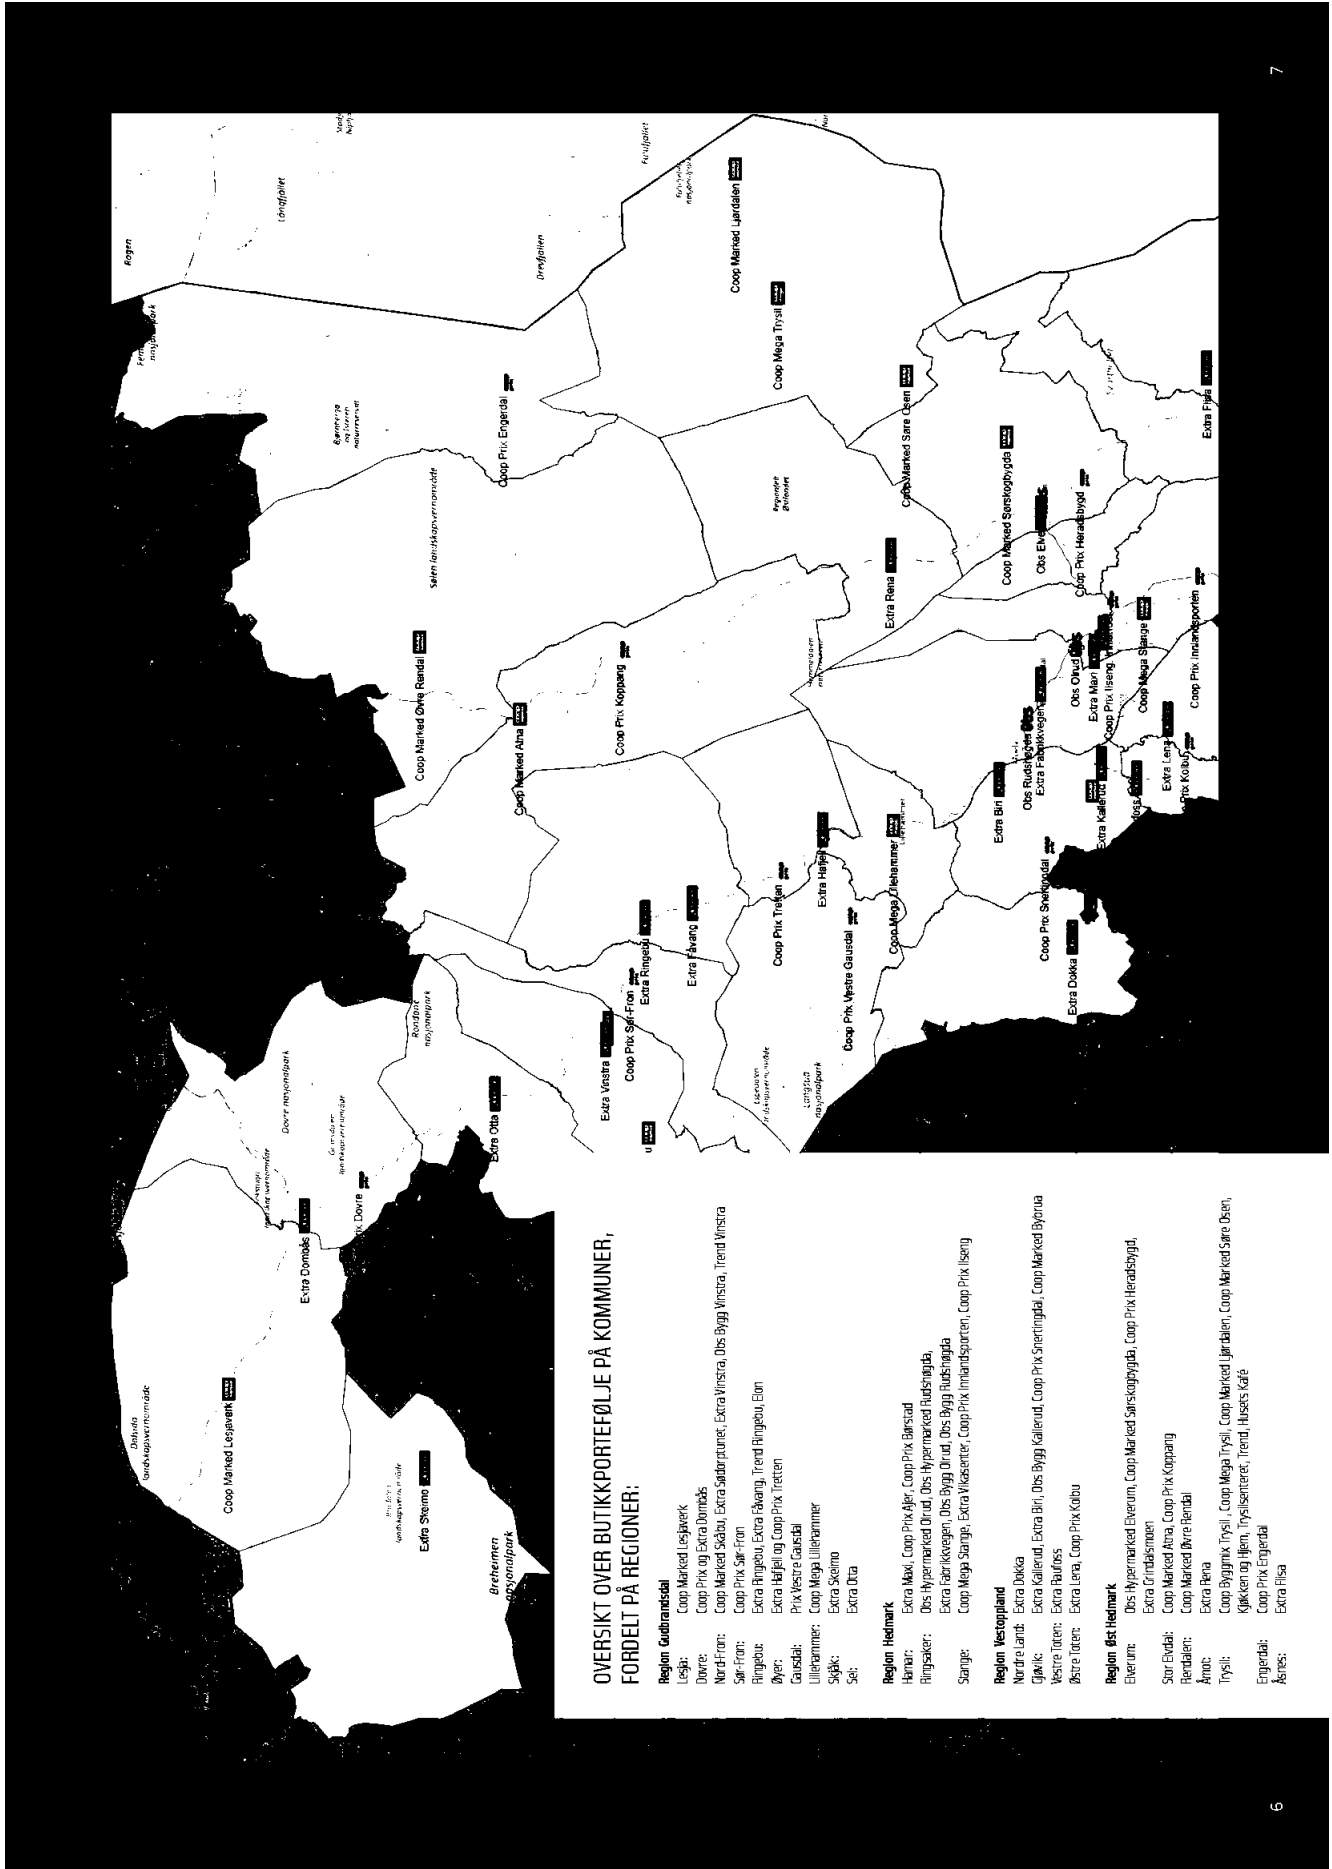 OVERSIKT OVER BUTIKKPORTEFØLJE PÅ KOMMUNER,
FORDELT PÅ REGIONER:
Region Gudbrandsdal
Lesja: Coop Marked Lesjaverk
Dovre: Coop Prix og Extra Dombås
Nord-Fron: Coop Marked Skåbu, Extra Sødorptunet, Extra Vinstra, Obs Bygg Vinstra, Trend Vinstra
Sør-Fron: Coop Prix Sør-Fron
Ringebu: Extra Ringebu, Extra Fåvang, Trend Ringebu, Elon
Øyer: Extra Hafjell og Coop Prix Tretten
Gausdal: Prix Vestre Gausdal
Lillehammer: Coop Mega Lillehammer
Skjåk: Extra Skeimo
Sel: Extra Otta
Region Hedmark
Hamar: Extra Maxi, Coop Prix Ajer, Coop Prix Børstad
Ringsaker: Obs Hypermarked Olrud, Obs Hypermarked Rudshøgda,
Extra Fabrikkvegen, Obs Bygg Olrud, Obs Bygg Rudshøgda
Stange: Coop Mega Stange, Extra Vikasenter, Coop Prix Innlandsporten, Coop Prix Ilseng
Region Vestoppland
Nordre Land: Extra Dokka
Gjøvik: Extra Kallerud, Extra Biri, Obs Bygg Kallerud, Coop Prix Snertingdal, Coop Marked Bybrua
Vestre Toten: Extra Raufoss
Østre Toten: Extra Lena, Coop Prix Kolbu
Region Øst Hedmark
Elverum: Obs Hypermarked Elverum, Coop Marked Sørskogbygda, Coop Prix Heradsbygd,
Extra Grindalsmoen
Stor Elvdal: Coop Marked Atna, Coop Prix Koppang
Rendalen: Coop Marked Øvre Rendal
Åmot: Extra Rena
Trysil: Coop Byggmix Trysil, Coop Mega Trysil, Coop Marked Ljørdalen, Coop Marked Søre Osen,
Kjøkken og Hjem, Trysilsenteret, Trend, Husets Kafé
Engerdal: Coop Prix Engerdal
Åsnes: Extra Flisa
Dalsida
landskapsvernområde
Coop Marked Lesjaverk
Extra Skeimo
Breheimen
nasjonalpark
Extra Dombås
Dovre
Dovre nasjonalpark
Rondane
nasjonalpark
Extra Otta
Extra Vinstra
Coop Prix Sør-Fron
Extra Ringebu
Extra Fåvang
Coop Prix Tretten
Extra Hafjell
Coop Prix Vestre Gausdal
Langsua
nasjonalpark
Coop Mega Lillehammer
Coop Marked Øvre Rendal
Coop Marked Atna
Coop Prix Koppang
Sølen landskapsvernområde
Coop Prix Engerdal
Rogen
Långfjället
Drevfjällen
Fulufjället
Coop Marked Ljørdalen
Coop Mega Trysil
Coop Marked Søre Osen
Extra Rena
Coop Marked Sørskogbygda
Coop Prix Heradsbygd
Extra Flisa
Extra Biri
Obs Rudshøgda Obs
Extra Fabrikkvegen
Obs Olrud
Extra Maxi
Coop Prix Ilseng
Coop Mega Stange
Coop Prix Innlandsporten
Extra Kallerud
Extra Lena
Coop Prix Snertingdal
Extra Dokka
6
7